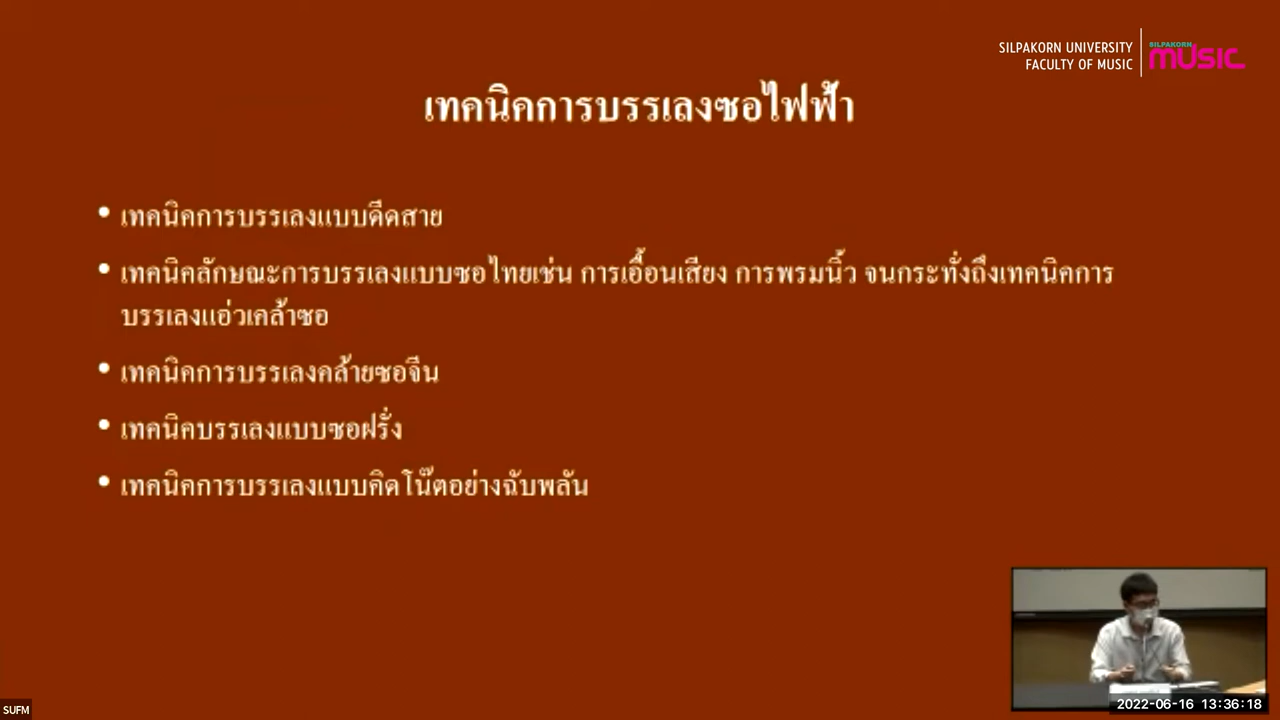 SILPAKORN UNIVERSITY
FACULTY OF MUSIC
SILPAKORN
music
เทคนิคการบรรเลงซอไฟฟ้า
• เทคนิคการบรรเลงแบบดีดสาย
• เทคนิคลักษณะการบรรเลงแบบซอไทยเช่น การเอื้อนเสียง การพรมนิ้ว จนกระทั่งถึงเทคนิคการ
บรรเลงแอ่วเคล้าซอ
• เทคนิคการบรรเลงคล้ายซอจีน
• เทคนิคบรรเลงแบบซอฝรั่ง
• เทคนิคการบรรเลงแบบคิดโน๊ตอย่างฉับพลัน
SUFM
2022-06-16 13:36:18